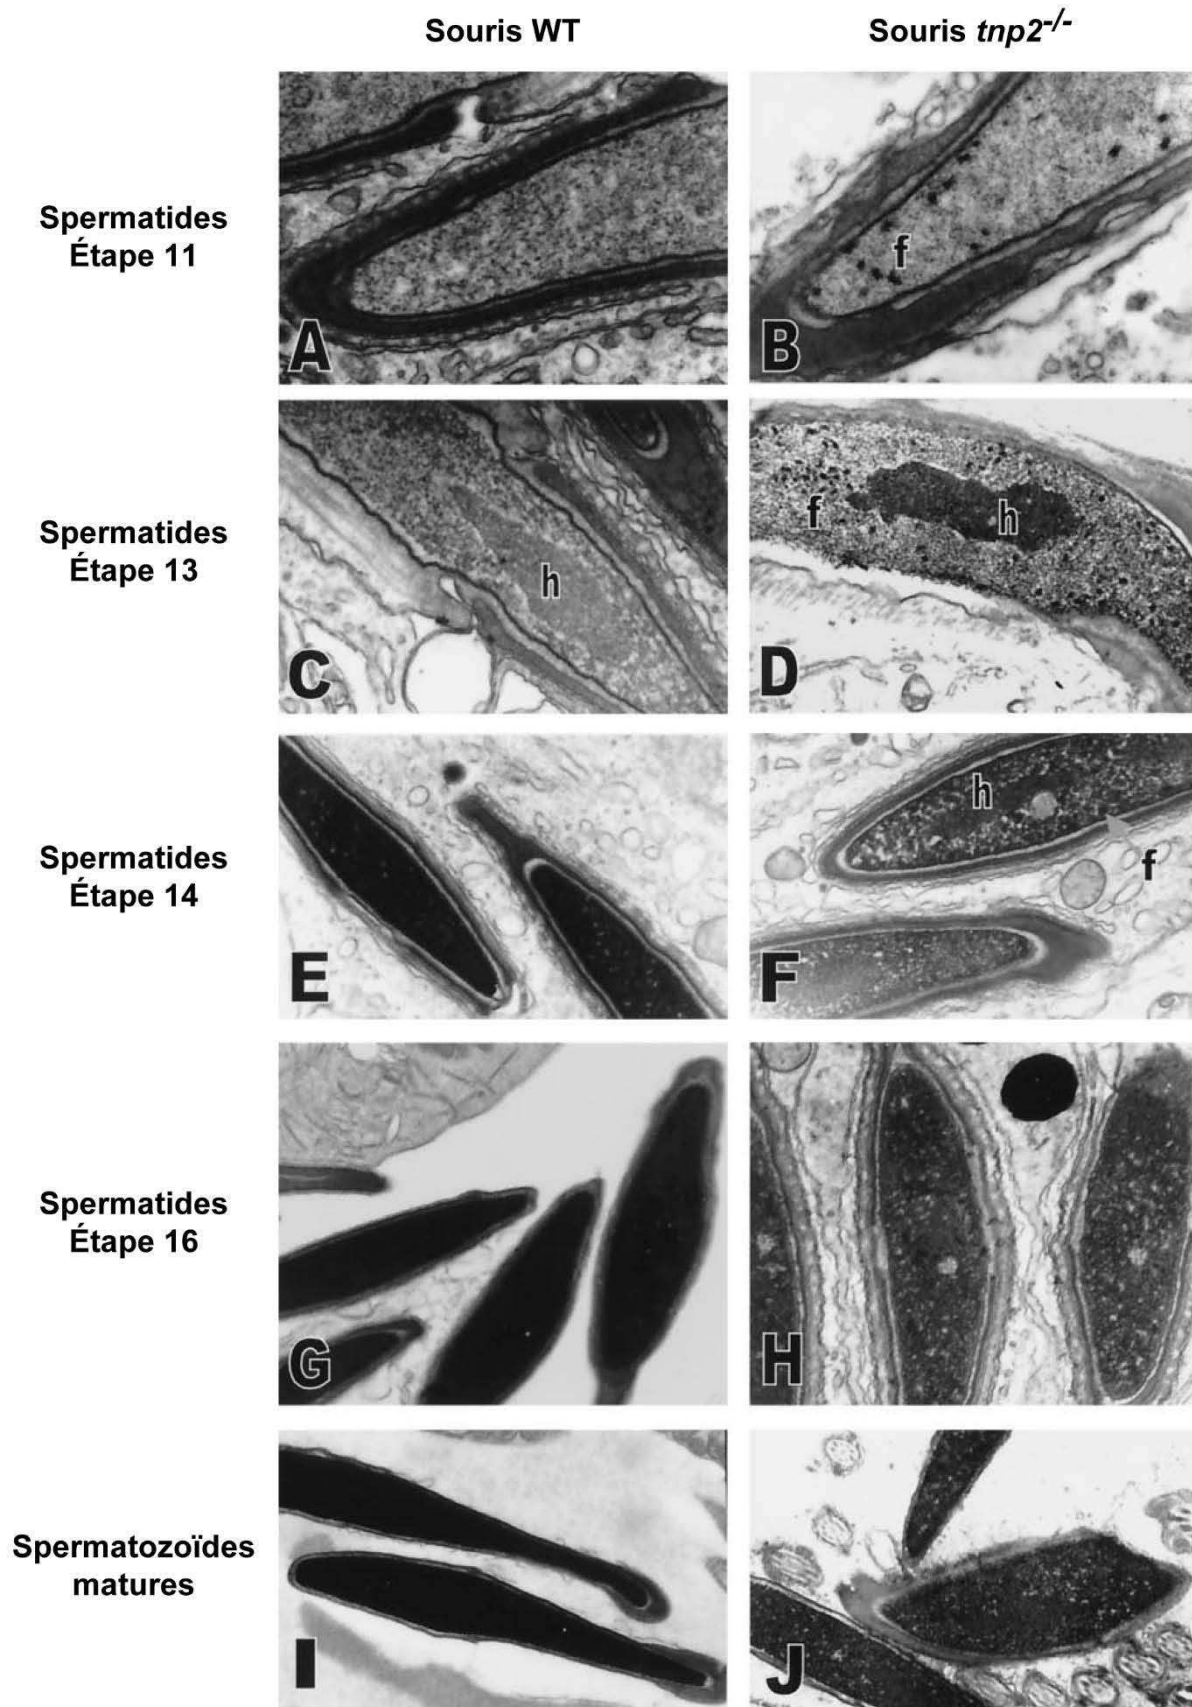 Souris WT
Souris tnp2-/-
Spermatides
Étape 11
A
B
f
Spermatides
Étape 13
C
h
D
f
h
Spermatides
Étape 14
E
F
h
f
Spermatides
Étape 16
G
H
Spermatozoïdes
matures
I
J